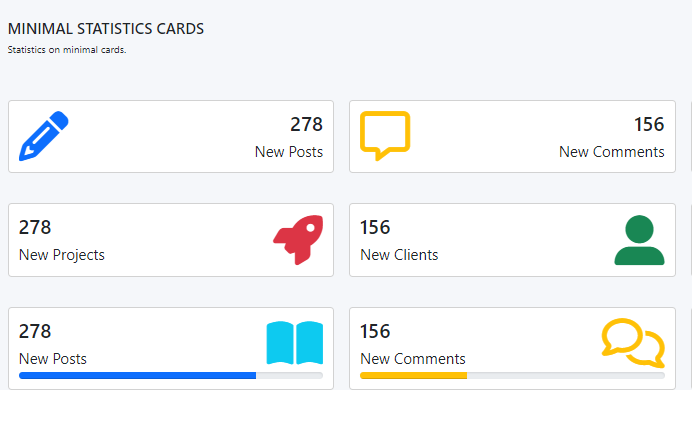 MINIMAL STATISTICS CARDS
Statistics on minimal cards.
278
New Posts
156
New Comments
278
New Projects
156
New Clients
278
New Posts
156
New Comments